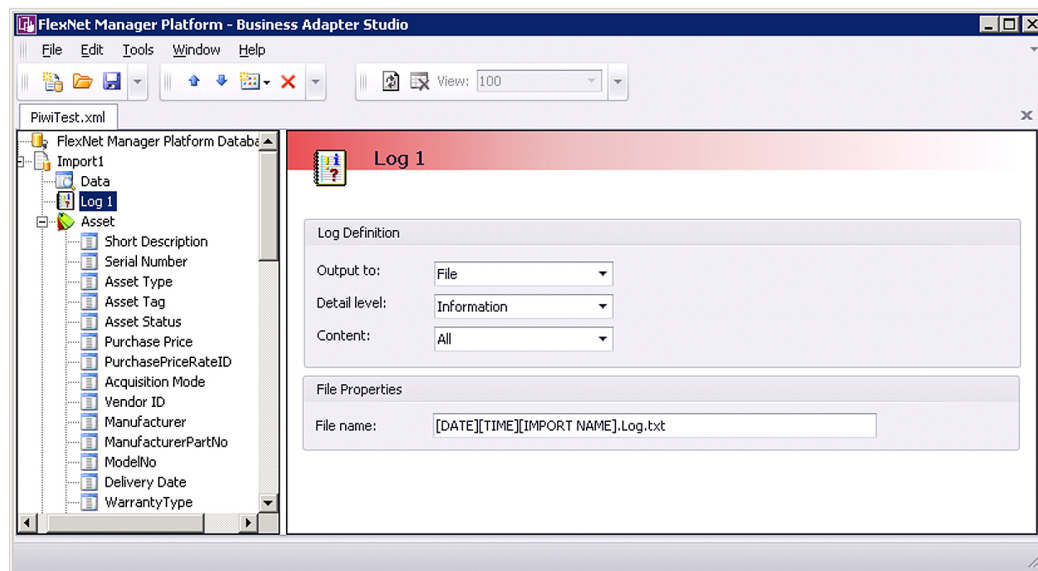 FlexNet Manager Platform - Business Adapter Studio
File Edit Tools Window Help
View: 100
PiwiTest.xml
FlexNet Manager Platform Databa
Import1
Data
Log 1
Asset
Short Description
Serial Number
Asset Type
Asset Tag
Asset Status
Purchase Price
PurchasePriceRateID
Acquisition Mode
Vendor ID
Manufacturer
ManufacturerPartNo
ModelNo
Delivery Date
WarrantyType
Log 1
Log Definition
Output to: File
Detail level: Information
Content: All
File Properties
File name: [DATE][TIME][IMPORT NAME].Log.txt